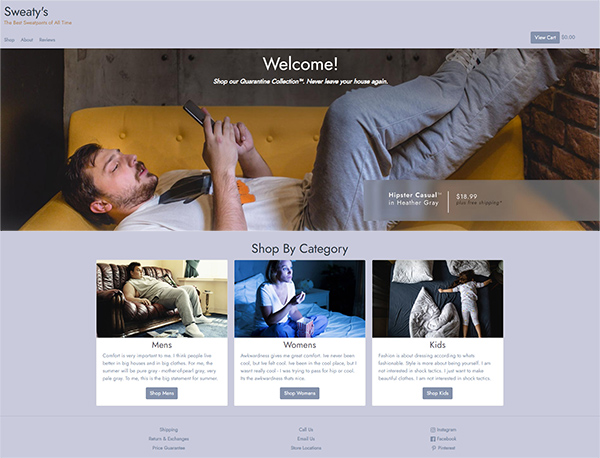 Sweaty's
The Best Sweatpants of All Time
Shop About Reviews
View Cart $0.00
Welcome!
Shop our Quarantine Collection™. Never leave your house again.
Hipster Casual™
in Heather Gray
$18.99
plus free shipping*
Shop By Category
Mens
Comfort is very important to me. I think people live
better in big houses and in big clothes. For me, the
summer will be pure gray - mother-of-pearl gray, very
pale gray. To me, this is the big statement for summer.
Shop Mens
Womens
Awkwardness gives me great comfort. I've never been
cool, but I've felt cool. I've been in the cool place, but I
wasn't really cool - I was trying to pass for hip or cool.
Its the awkwardness thats nice.
Shop Womens
Kids
Fashion is about dressing according to whats
fashionable. Style is more about being yourself. I am
not interested in shock tactics. I just want to make
beautiful clothes. I am not interested in shock tactics.
Shop Kids
Shipping
Return & Exchanges
Price Guarantee
Call Us
Email Us
Store Locations
Instagram
Facebook
Pinterest